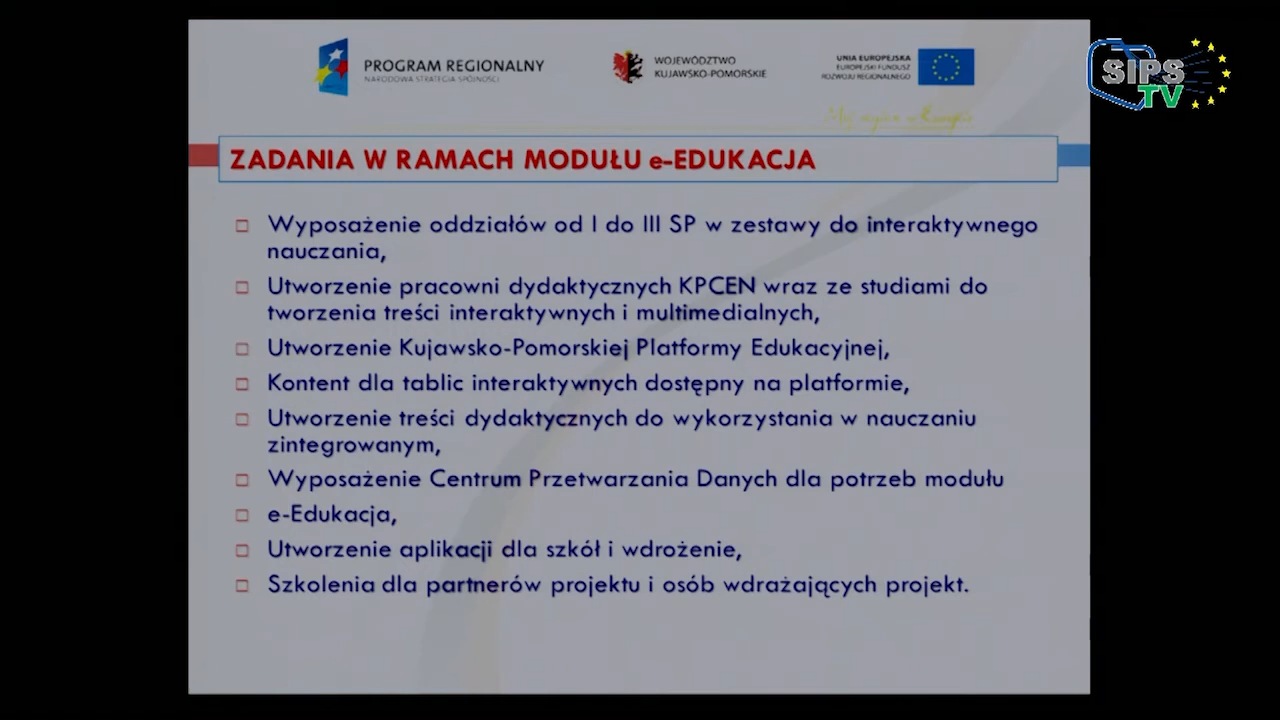 PROGRAM REGIONALNY
NARODOWA STRATEGIA SPÓJNOŚCI
WOJEWÓDZTWO
KUJAWSKO-POMORSKIE
UNIA EUROPEJSKA
EUROPEJSKI FUNDUSZ
ROZWOJU REGIONALNEGO
SIPS
TV
ZADANIA W RAMACH MODUŁU e-EDUKACJA
Wyposażenie oddziałów od I do III SP w zestawy do interaktywnego
nauczania,
Utworzenie pracowni dydaktycznych KPCEN wraz ze studiami do
tworzenia treści interaktywnych i multimedialnych,
Utworzenie Kujawsko-Pomorskiej Platformy Edukacyjnej,
Kontent dla tablic interaktywnych dostępny na platformie,
Utworzenie treści dydaktycznych do wykorzystania w nauczaniu
zintegrowanym,
Wyposażenie Centrum Przetwarzania Danych dla potrzeb modułu
e-Edukacja,
Utworzenie aplikacji dla szkół i wdrożenie,
Szkolenia dla partnerów projektu i osób wdrażających projekt.